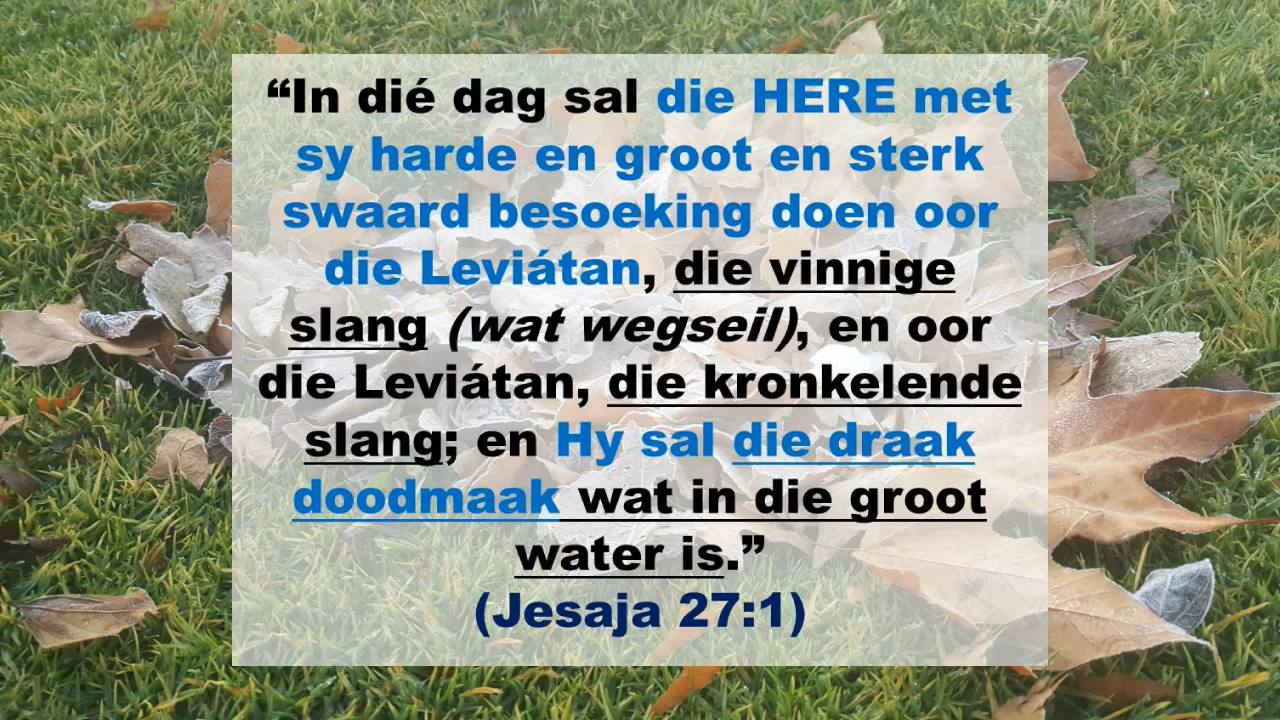 “In dié dag sal die HERE met
sy harde en groot en sterk
swaard besoeking doen oor
die Leviátan, die vinnige
slang (wat wegseil), en oor
die Leviátan, die kronkelende
slang; en Hy sal die draak
doodmaak wat in die groot
water is.”
(Jesaja 27:1)